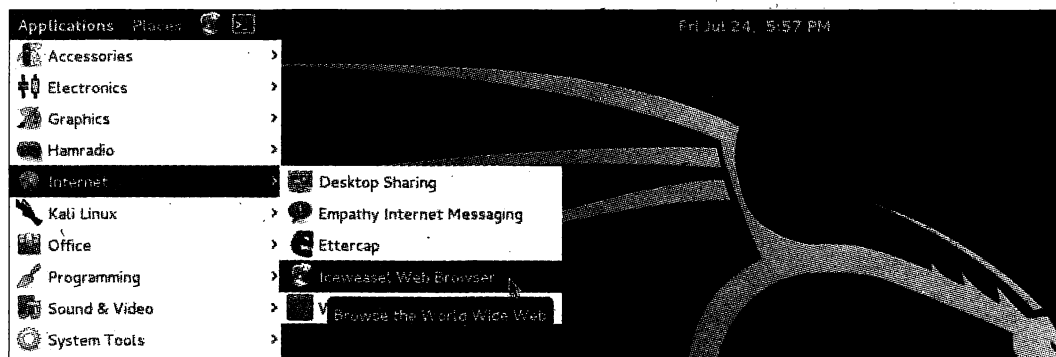 Applications Places Fri Jul 24, 5:57 PM
Accessories
Electronics
Graphics
Hamradio
Internet
Desktop Sharing
Kali Linux
Empathy Internet Messaging
Office
Ettercap
Programming
Iceweasel Web Browser
Sound & Video
V
Browse the World Wide Web
System Tools